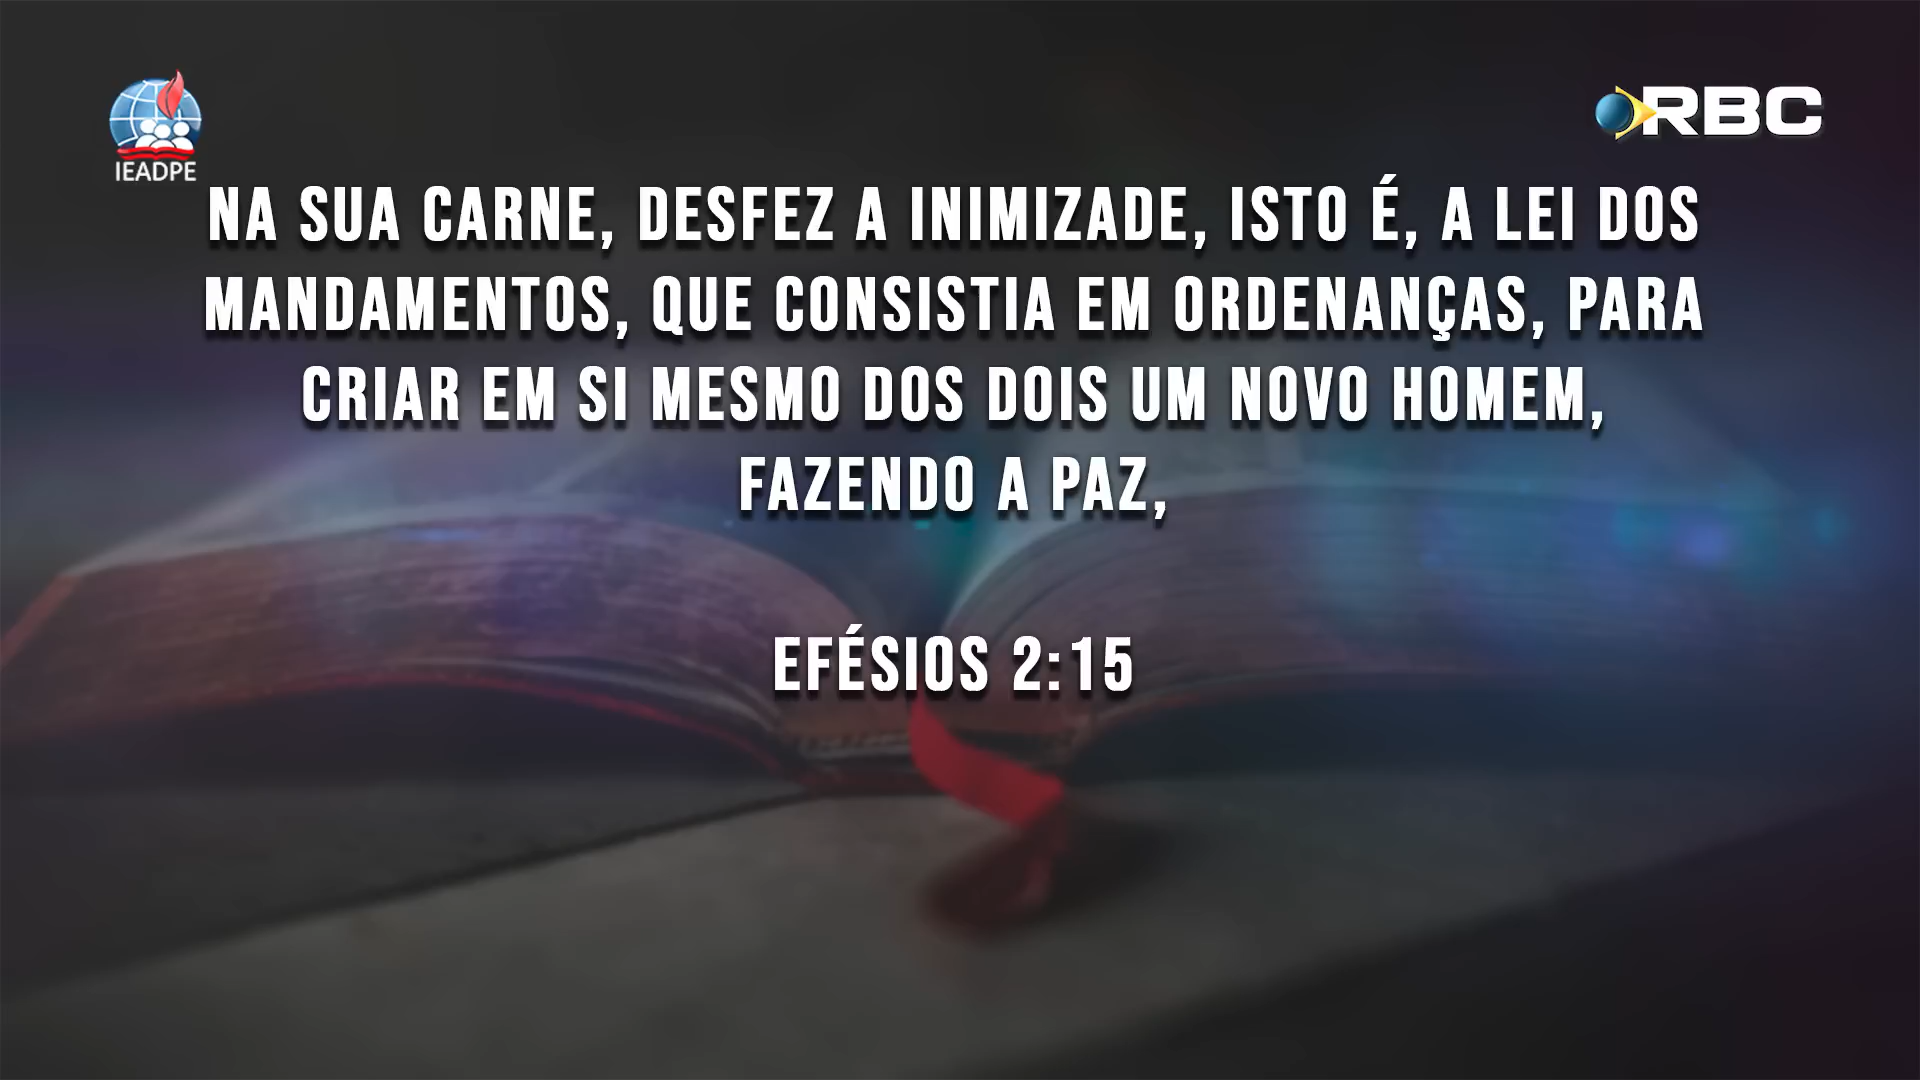 IEADPE
RBC
NA SUA CARNE, DESFEZ A INIMIZADE, ISTO É, A LEI DOS
MANDAMENTOS, QUE CONSISTIA EM ORDENANÇAS, PARA
CRIAR EM SI MESMO DOS DOIS UM NOVO HOMEM,
FAZENDO A PAZ,
EFÉSIOS 2:15